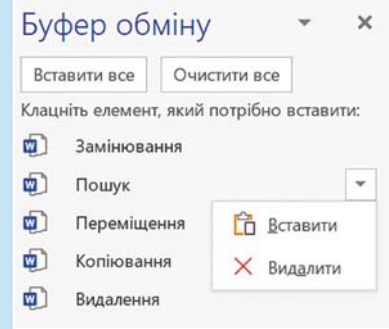 Буфер обміну
Вставити все Очистити все
Клацніть елемент, який потрібно вставити:
Замінювання
Пошук
Переміщення
Вставити
Копіювання
Видалити
Видалення